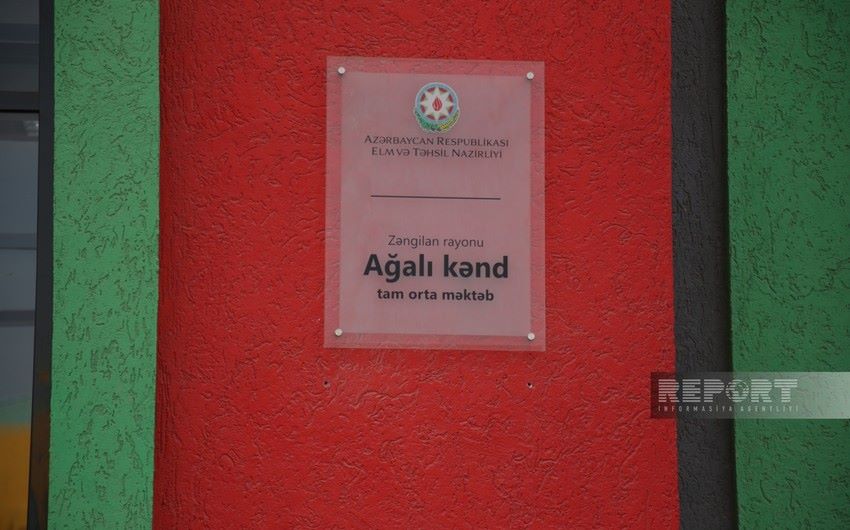 AZƏRBAYCAN RESPUBLİKASI
ELM VƏ TƏHSİL NAZİRLİYİ
Zəngilan rayonu
Ağalı kənd
tam orta məktəb
REPORT
İNFORMASİYA AGENTLİYİ